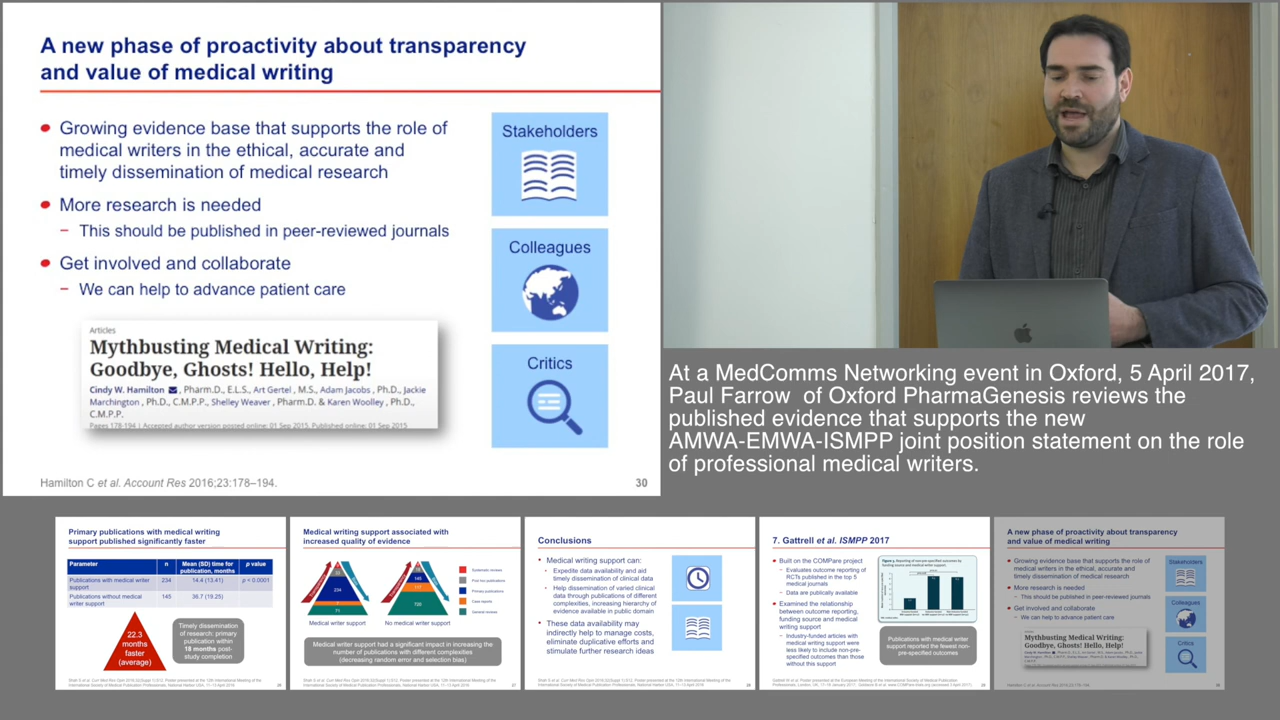 A new phase of proactivity about transparency
and value of medical writing
Growing evidence base that supports the role of
medical writers in the ethical, accurate and
timely dissemination of medical research
More research is needed
– This should be published in peer-reviewed journals
Get involved and collaborate
– We can help to advance patient care
Stakeholders
Colleagues
Critics
Articles
Mythbusting Medical Writing:
Goodbye, Ghosts! Hello, Help!
Cindy W. Hamilton, Pharm.D., E.L.S., Art Gertel, M.S., Adam Jacobs, Ph.D., Jackie
Marchington, Ph.D., C.M.P.P., Shelley Weaver, Pharm.D. & Karen Woolley, Ph.D.,
C.M.P.P.
Pages 178-194 | Accepted author version posted online: 01 Sep 2015, Published online: 01 Sep 2015
Hamilton C et al. Account Res 2016;23:178–194.
30
At a MedComms Networking event in Oxford, 5 April 2017,
Paul Farrow of Oxford PharmaGenesis reviews the
published evidence that supports the new
AMWA-EMWA-ISMPP joint position statement on the role
of professional medical writers.
Primary publications with medical writing
support published significantly faster
Parameter n Mean (SD) time for publication, months p value
Publications with medical writer support 234 14.4 (13.41) p < 0.0001
Publications without medical writer support 145 36.7 (19.25)
22.3
months
faster
(average)
Timely dissemination
of research: primary
publication within
18 months post-
study completion
Medical writing support associated with
increased quality of evidence
Systematic reviews
Post hoc publications
Primary publications
Case reports
General reviews
234
71
145
720
Medical writer support
No medical writer support
Medical writer support had a significant impact in increasing the
number of publications with different complexities
(decreasing random error and selection bias)
Conclusions
Medical writing support can:
– Expedite data availability and aid
timely dissemination of clinical data
– Help dissemination of varied clinical
data through publications of different
complexities, increasing hierarchy of
evidence available in public domain
These data availability may
indirectly help to manage costs,
eliminate duplicative efforts and
stimulate further research ideas
7. Gattrell et al. ISMPP 2017
Built on the COMPare project
– Evaluates outcome reporting of
RCTs published in the top 5
medical journals
– Data are publically available
Examined the relationship
between outcome reporting,
funding source and medical
writing support
– Industry-funded articles with
medical writing support were
less likely to include non-pre-
specified outcomes than those
without this support
Publications with medical writer
support reported the fewest non-
pre-specified outcomes
A new phase of proactivity about transparency
and value of medical writing
Growing evidence base that supports the role of
medical writers in the ethical, accurate and
timely dissemination of medical research
More research is needed
– This should be published in peer-reviewed journals
Get involved and collaborate
– We can help to advance patient care
Stakeholders
Colleagues
Critics
Articles
Mythbusting Medical Writing:
Goodbye, Ghosts! Hello, Help!